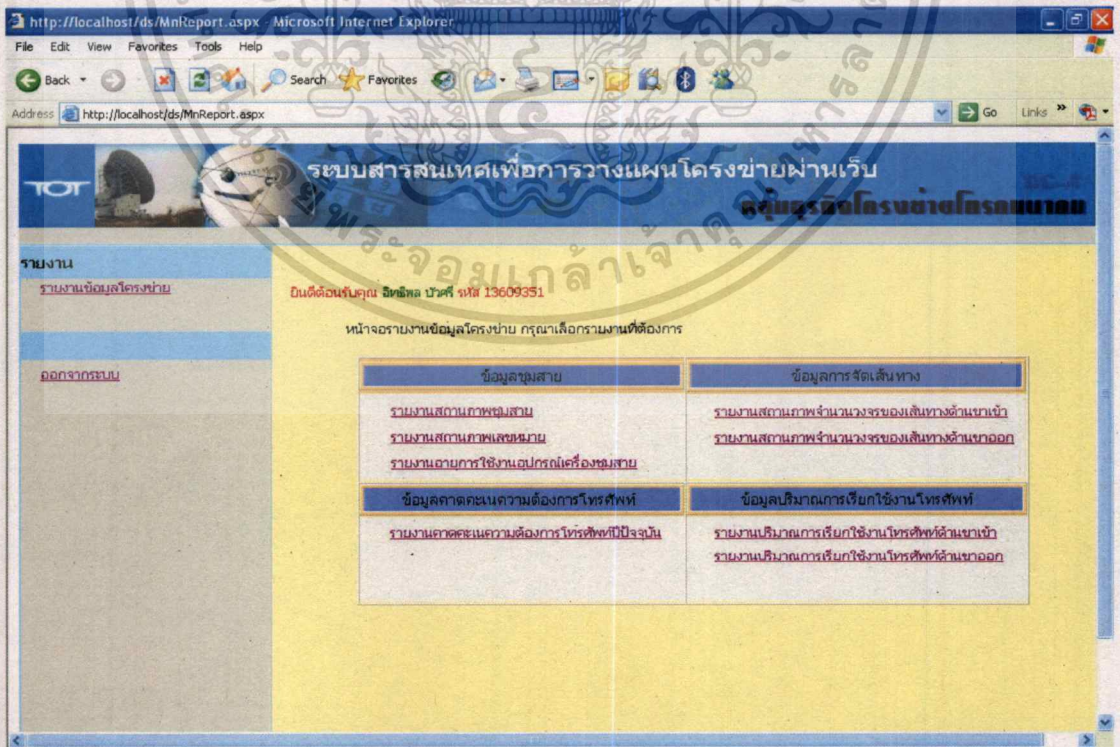 http://localhost/ds/MnReport.aspx - Microsoft Internet Explorer
File Edit View Favorites Tools Help
Back Search Favorites
Address http://localhost/ds/MnReport.aspx Go Links
TOT
ระบบสารสนเทศเพื่อการวางแผนโครงข่ายผ่านเว็บ
กลุ่มธุรกิจโครงข่ายโทรคมนาคม
รายงาน
รายงานข้อมูลโครงข่าย
ออกจากระบบ
ยินดีต้อนรับคุณ อิทธิพล บัวศรี รหัส 13609351
หน้าจอรายงานข้อมูลโครงข่าย กรุณาเลือกรายงานที่ต้องการ
ข้อมูลชุมสาย
รายงานสถานภาพชุมสาย
รายงานสถานภาพเลขหมาย
รายงานอายุการใช้งานอุปกรณ์เครื่องชุมสาย
ข้อมูลการจัดเส้นทาง
รายงานสถานภาพจำนวนวงจรของเส้นทางด้านขาเข้า
รายงานสถานภาพจำนวนวงจรของเส้นทางด้านขาออก
ข้อมูลคาดคะเนความต้องการโทรศัพท์
รายงานคาดคะเนความต้องการโทรศัพท์ปีปัจจุบัน
ข้อมูลปริมาณการเรียกใช้งานโทรศัพท์
รายงานปริมาณการเรียกใช้งานโทรศัพท์ด้านขาเข้า
รายงานปริมาณการเรียกใช้งานโทรศัพท์ด้านขาออก